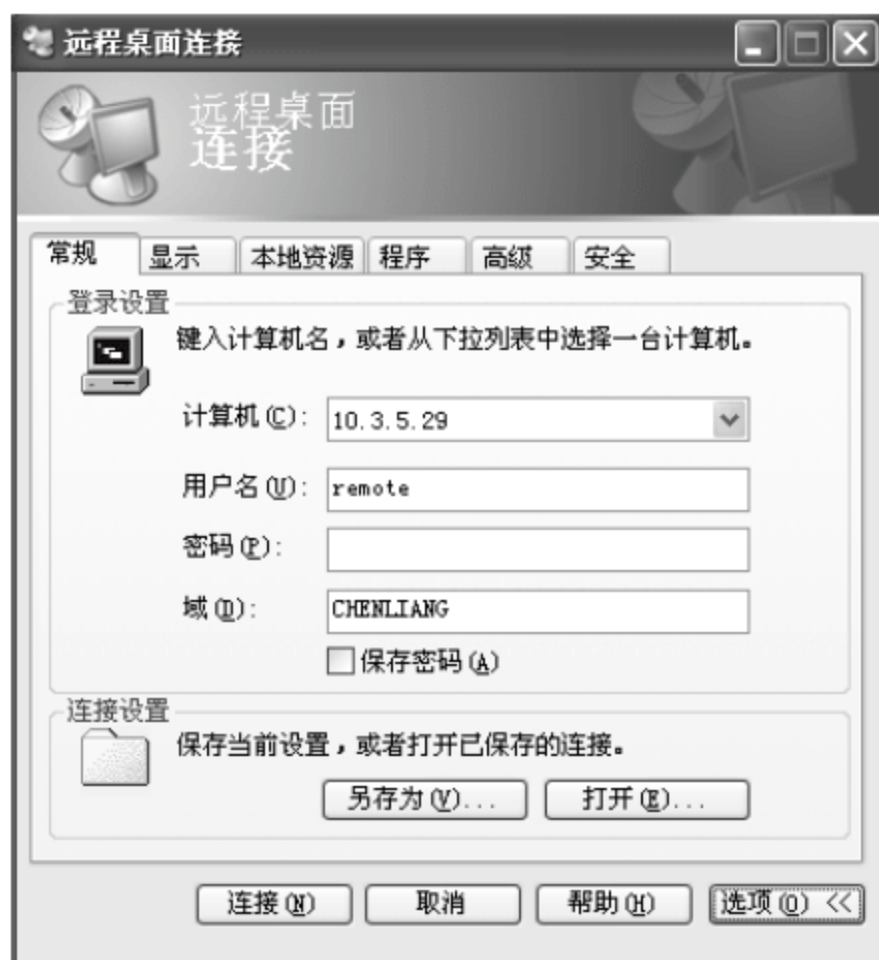 远程桌面连接
远程桌面
连接
常规 显示 本地资源 程序 高级 安全
登录设置
键入计算机名，或者从下拉列表中选择一台计算机。
计算机(C): 10.3.5.29
用户名(U): remote
密码(P):
域(D): CHENLIANG
保存密码(A)
连接设置
保存当前设置，或者打开已保存的连接。
另存为(V)... 打开(E)...
连接(N) 取消 帮助(H) 选项(O) <<